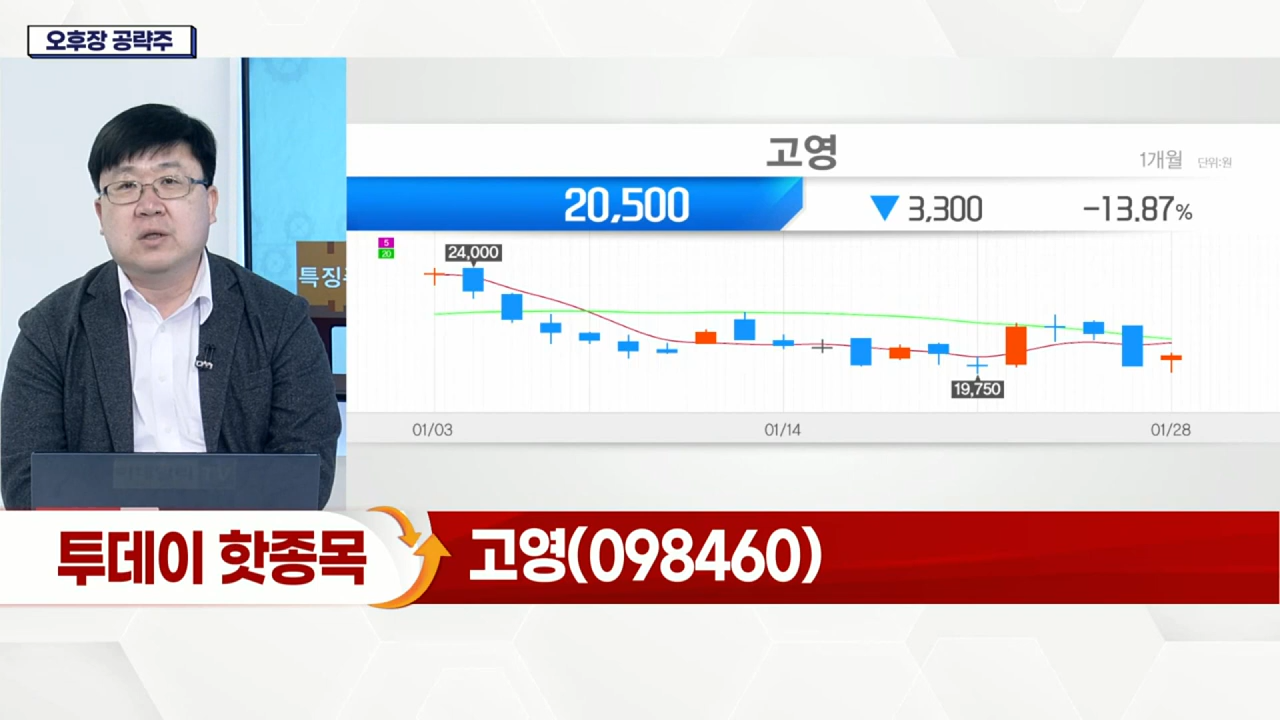 오후장 공략주
고영
1개월 단위:원
20,500 ▼3,300 -13.87%
5
20
24,000
특징
19,750
01/03 01/14 01/28
투데이 핫종목 고영(098460)